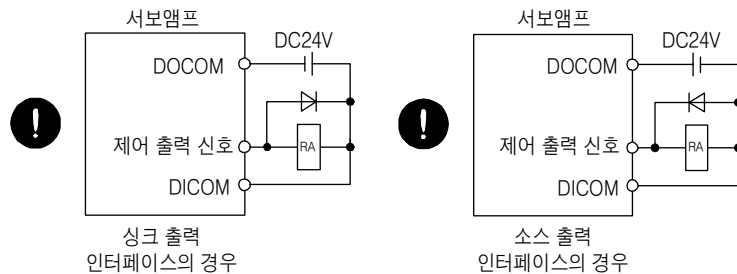 서보앰프
DC24V
DOCOM
제어 출력 신호
RA
DICOM
싱크 출력
인터페이스의 경우
서보앰프
DC24V
DOCOM
제어 출력 신호
RA
DICOM
소스 출력
인터페이스의 경우